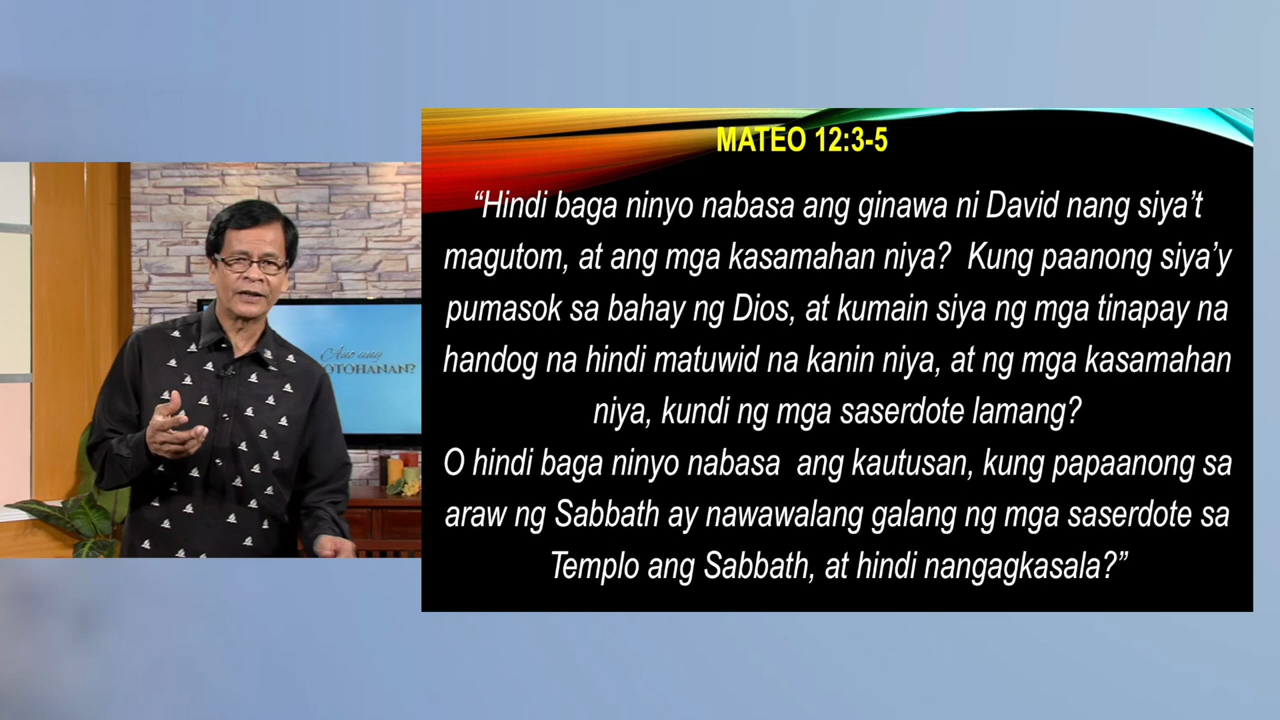 MATEO 12:3-5
“Hindi baga ninyo nabasa ang ginawa ni David nang siya’t
magutom, at ang mga kasamahan niya?  Kung paanong siya’y
pumasok sa bahay ng Dios, at kumain siya ng mga tinapay na
handog na hindi matuwid na kanin niya, at ng mga kasamahan
niya, kundi ng mga saserdote lamang?
O hindi baga ninyo nabasa  ang kautusan, kung papaanong sa
araw ng Sabbath ay nawawalang galang ng mga saserdote sa
Templo ang Sabbath, at hindi nangagkasala?”
Ano ang
OTOHANAN?